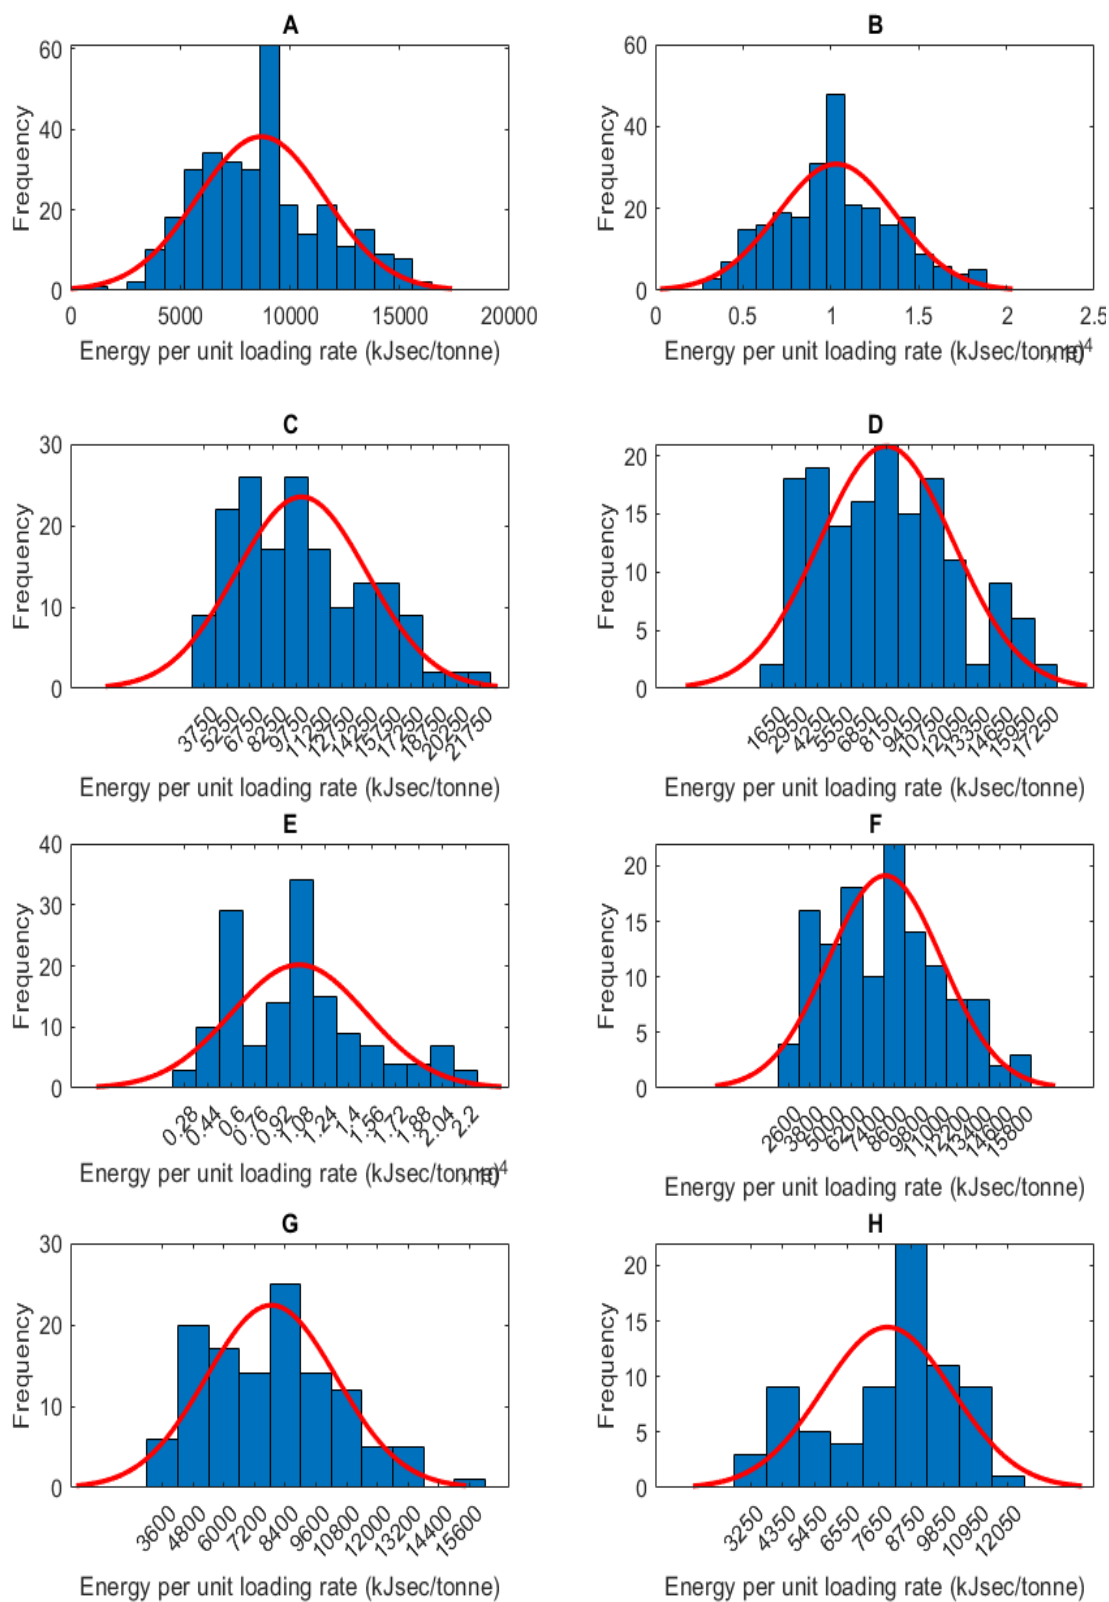 A
60
40
20
0
Frequency
0 5000 10000 15000 20000
Energy per unit loading rate (kJsec/tonne)
B
60
40
20
0
Frequency
0 0.5 1 1.5 2 2.5
Energy per unit loading rate (kJsec/tonne)
× 10^4
C
30
20
10
0
Frequency
3750 5250 6750 8250 9750 11250 12750 14250 15750 17250 18750 20250 21750
Energy per unit loading rate (kJsec/tonne)
D
20
15
10
5
0
Frequency
1650 2950 4250 5550 6850 8150 9450 10750 12050 13350 14650 15950 17250
Energy per unit loading rate (kJsec/tonne)
E
40
30
20
10
0
Frequency
0.28 0.44 0.6 0.76 0.92 1.08 1.24 1.4 1.56 1.72 1.88 2.04 2.2
Energy per unit loading rate (kJsec/tonne)
× 10^4
F
20
15
10
5
0
Frequency
2600 3800 5000 6200 7400 8600 9800 11000 12200 13400 14600 15800
Energy per unit loading rate (kJsec/tonne)
G
30
20
10
0
Frequency
3600 4800 6000 7200 8400 9600 10800 12000 13200 14400 15600
Energy per unit loading rate (kJsec/tonne)
H
20
15
10
5
0
Frequency
3250 4350 5450 6550 7650 8750 9850 10950 12050
Energy per unit loading rate (kJsec/tonne)